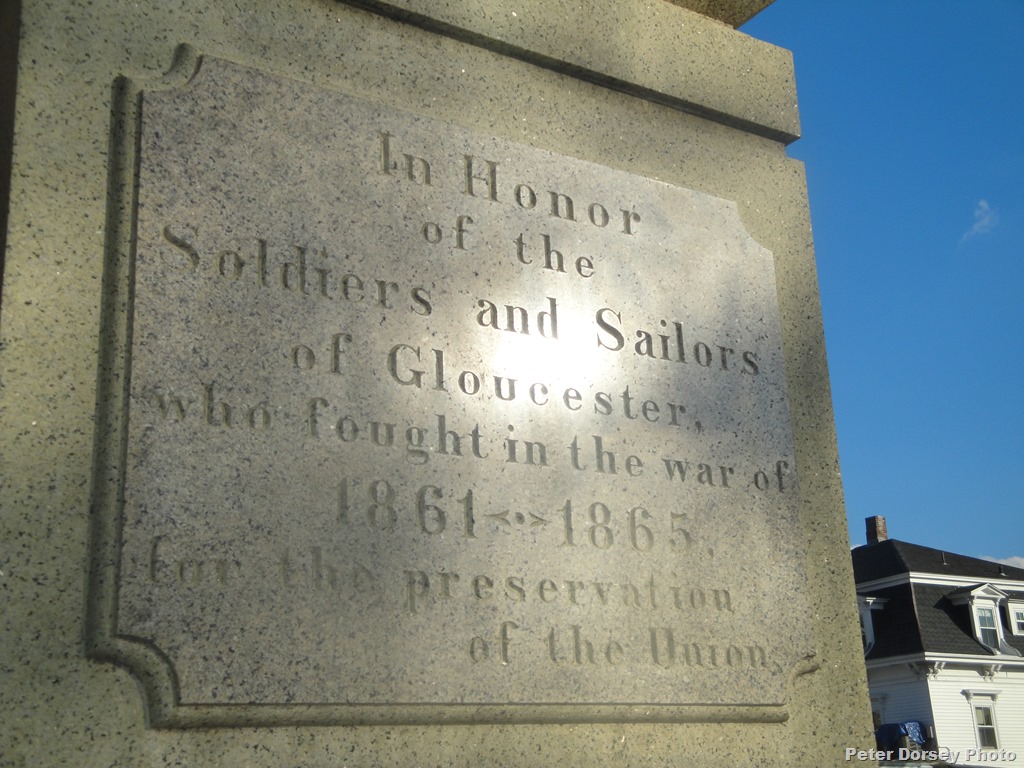 In Honor
of the
Soldiers and Sailors
of Gloucester,
who fought in the war of
1861<•>1865,
for the preservation
of the Union.
Peter Dorsey Photo